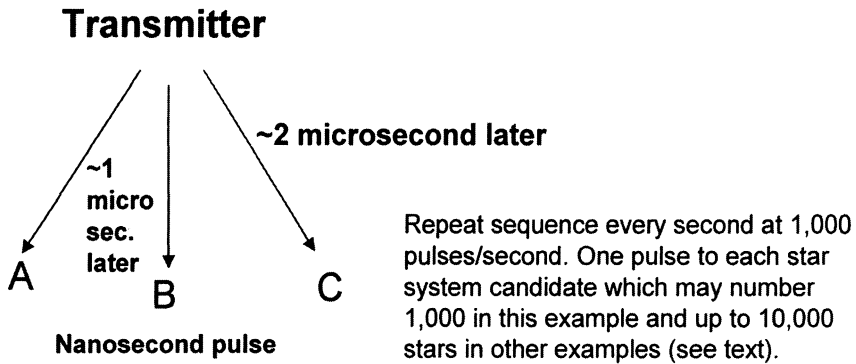 Transmitter
~2 microsecond later
~1
micro
sec.
later
A
B
C
Nanosecond pulse
Repeat sequence every second at 1,000
pulses/second. One pulse to each star
system candidate which may number
1,000 in this example and up to 10,000
stars in other examples (see text).